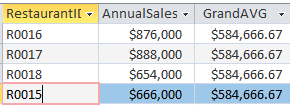 RestaurantID AnnualSales GrandAVG
R0016 $876,000 $584,666.67
R0017 $888,000 $584,666.67
R0018 $654,000 $584,666.67
R0015 $666,000 $584,666.67